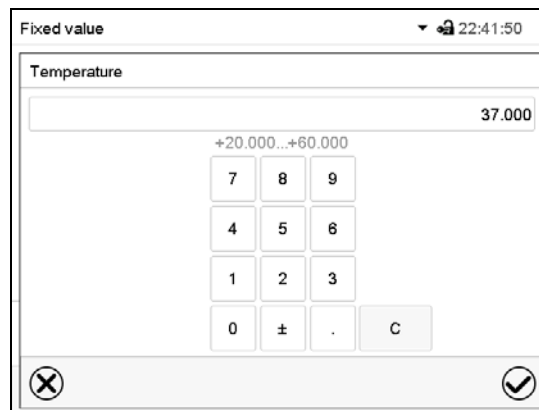 Fixed value 22:41:50
Temperature
37.000
+20.000...+60.000
7 8 9
4 5 6
1 2 3
0 ± . C